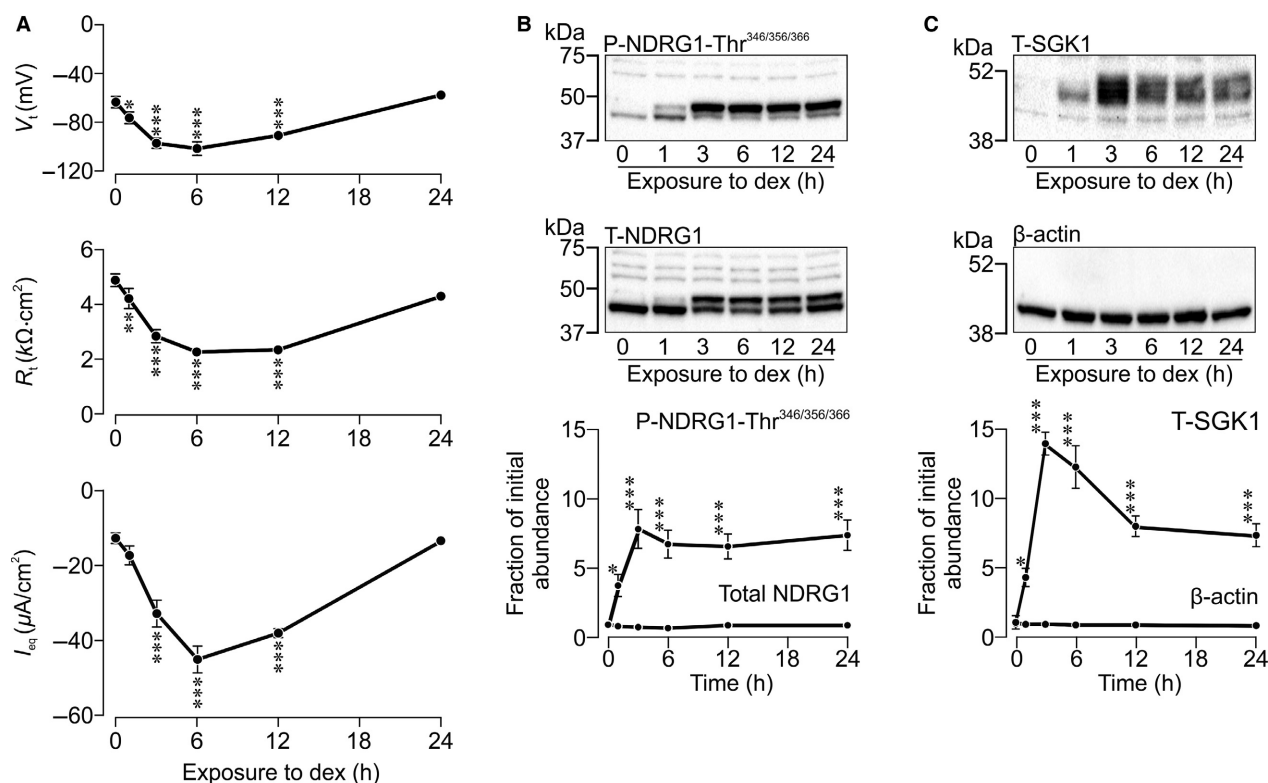 A
0
–40
–80
–120
V_t (mV)
*
***
***
***
0 6 12 24
6
4
2
0
R_t (kΩ·cm²)
**
***
***
***
0 6 12 18 24
0
–20
–40
–60
I_eq (µA/cm²)
***
***
***
0 6 12 18 24
Exposure to dex (h)
B
kDa
P-NDRG1-Thr³⁴⁶/³⁵⁶/³⁶⁶
75
50
37
0 1 3 6 12 24
Exposure to dex (h)
kDa
T-NDRG1
75
50
37
0 1 3 6 12 24
Exposure to dex (h)
P-NDRG1-Thr³⁴⁶/³⁵⁶/³⁶⁶
15
10
5
0
Fraction of initial
abundance
*
***
***
***
***
Total NDRG1
0 6 12 18 24
Time (h)
C
kDa
T-SGK1
52
38
0 1 3 6 12 24
Exposure to dex (h)
kDa
β-actin
52
38
0 1 3 6 12 24
Exposure to dex (h)
T-SGK1
15
10
5
0
Fraction of initial
abundance
*
***
***
***
***
β-actin
0 6 12 18 24
Time (h)